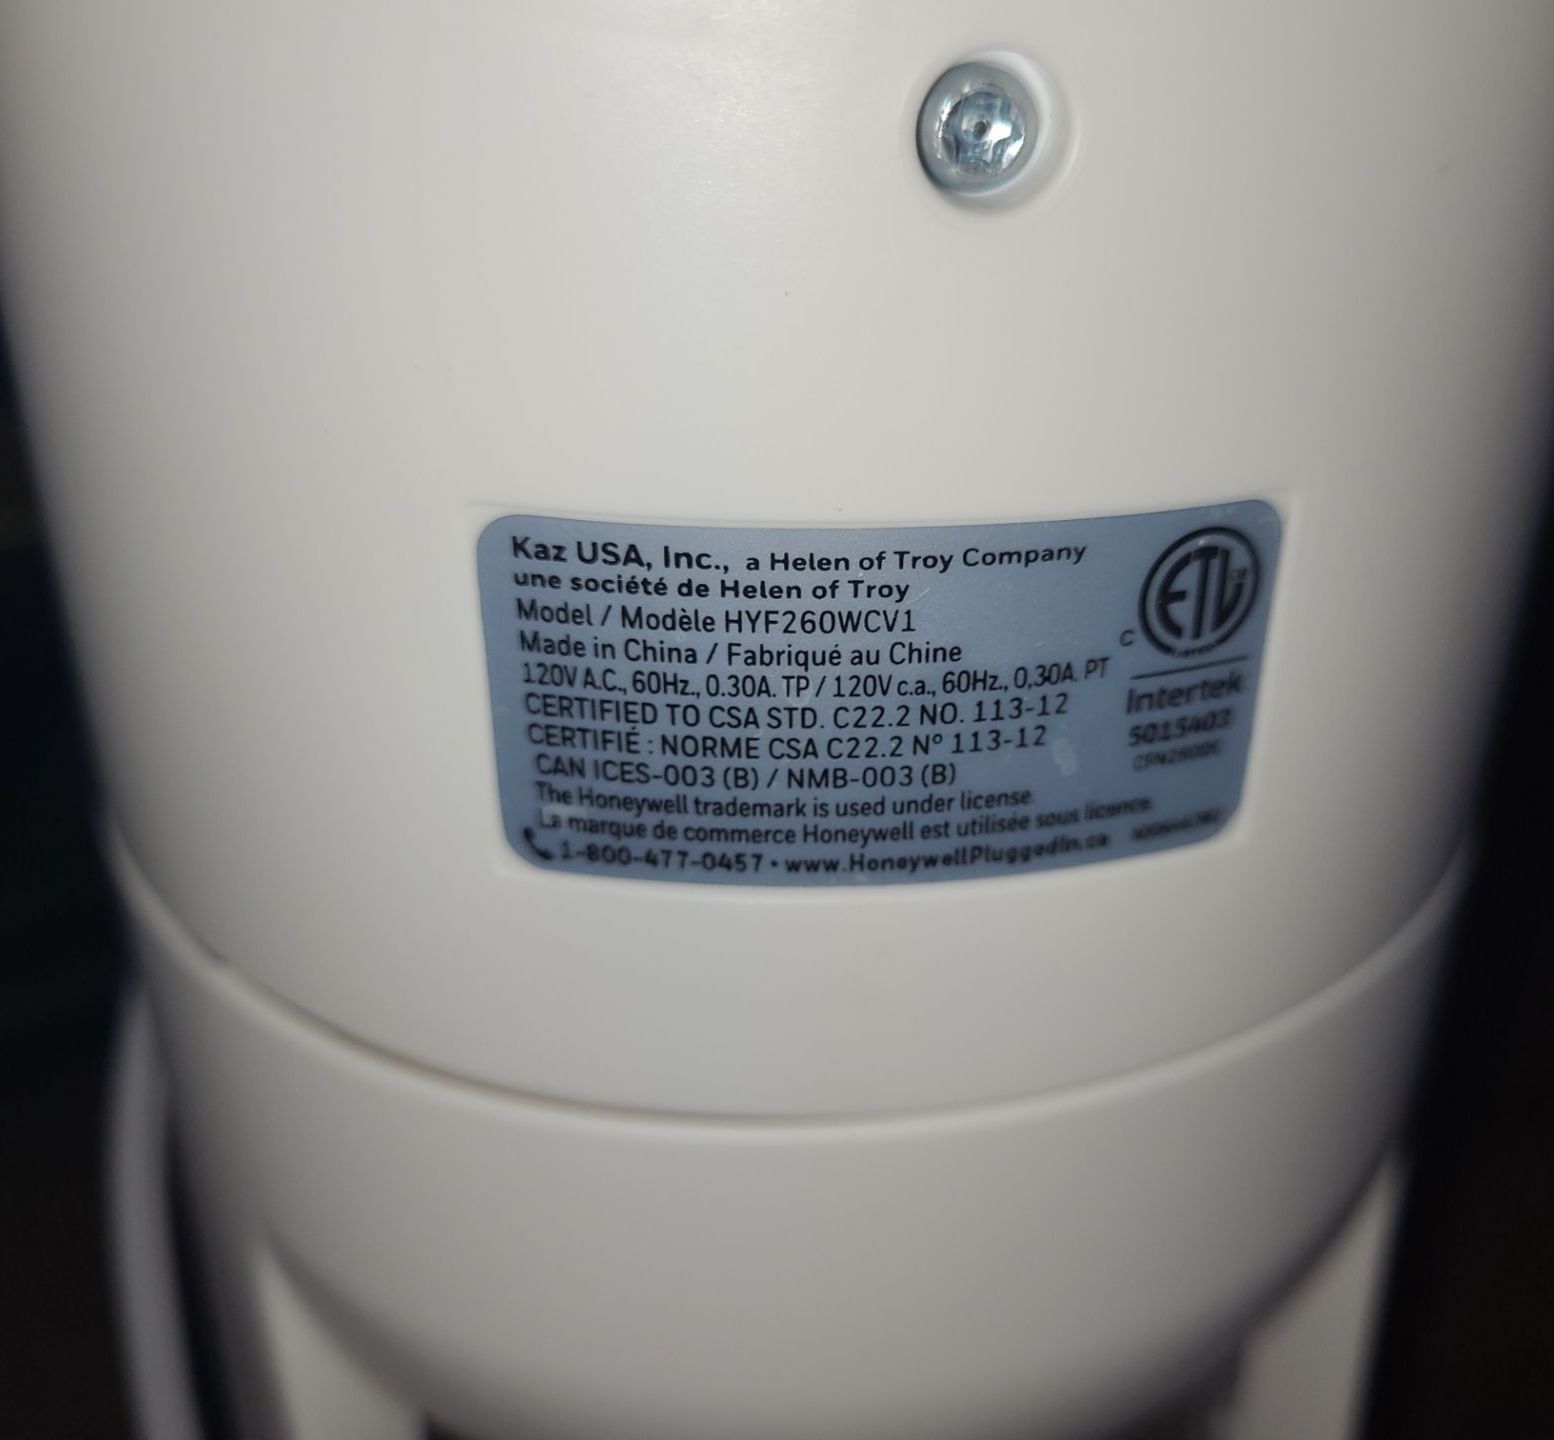 Kaz USA, Inc., a Helen of Troy Company
une société de Helen of Troy
Model / Modèle HYF260WCV1
Made in China / Fabriqué au Chine
120V A.C., 60Hz., 0.30A. TP / 120V c.a., 60Hz., 0,30A. PT
CERTIFIED TO CSA STD. C22.2 NO. 113-12
CERTIFIÉ : NORME CSA C22.2 N° 113-12
CAN ICES-003 (B) / NMB-003 (B)
The Honeywell trademark is used under license.
La marque de commerce Honeywell est utilisée sous licence.
1-800-477-0457 • www.HoneywellPluggedIn.ca
ETL
C
Intertek
5015403